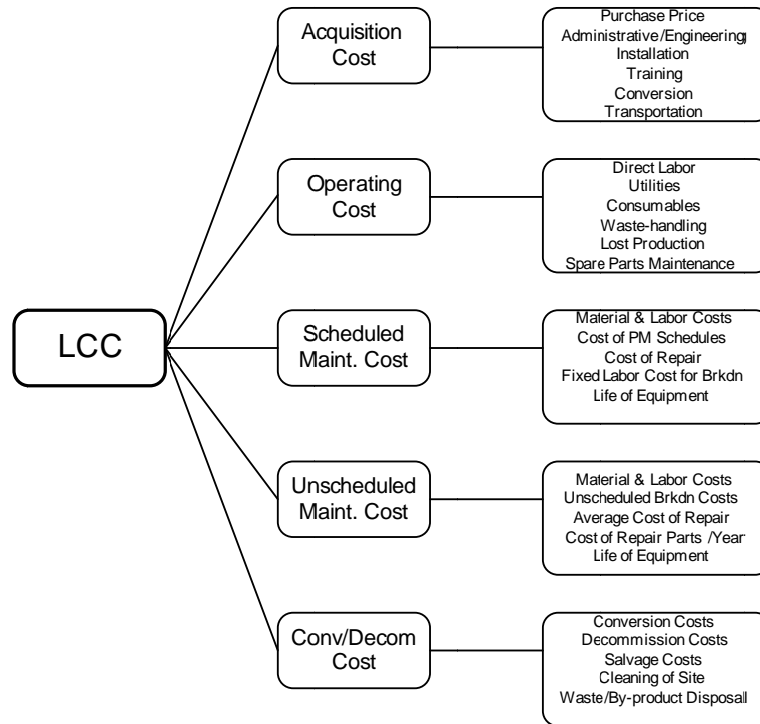 LCC
Acquisition
Cost
Purchase Price
Administrative/Engineering
Installation
Training
Conversion
Transportation
Operating
Cost
Direct Labor
Utilities
Consumables
Waste-handling
Lost Production
Spare Parts Maintenance
Scheduled
Maint. Cost
Material & Labor Costs
Cost of PM Schedules
Cost of Repair
Fixed Labor Cost for Brkdn
Life of Equipment
Unscheduled
Maint. Cost
Material & Labor Costs
Unscheduled Brkdn Costs
Average Cost of Repair
Cost of Repair Parts /Year
Life of Equipment
Conv/Decom
Cost
Conversion Costs
Decommission Costs
Salvage Costs
Cleaning of Site
Waste/By-product Disposal